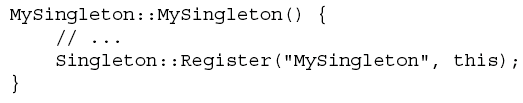 MySingleton::MySingleton() {
    // ...
    Singleton::Register("MySingleton", this);
}